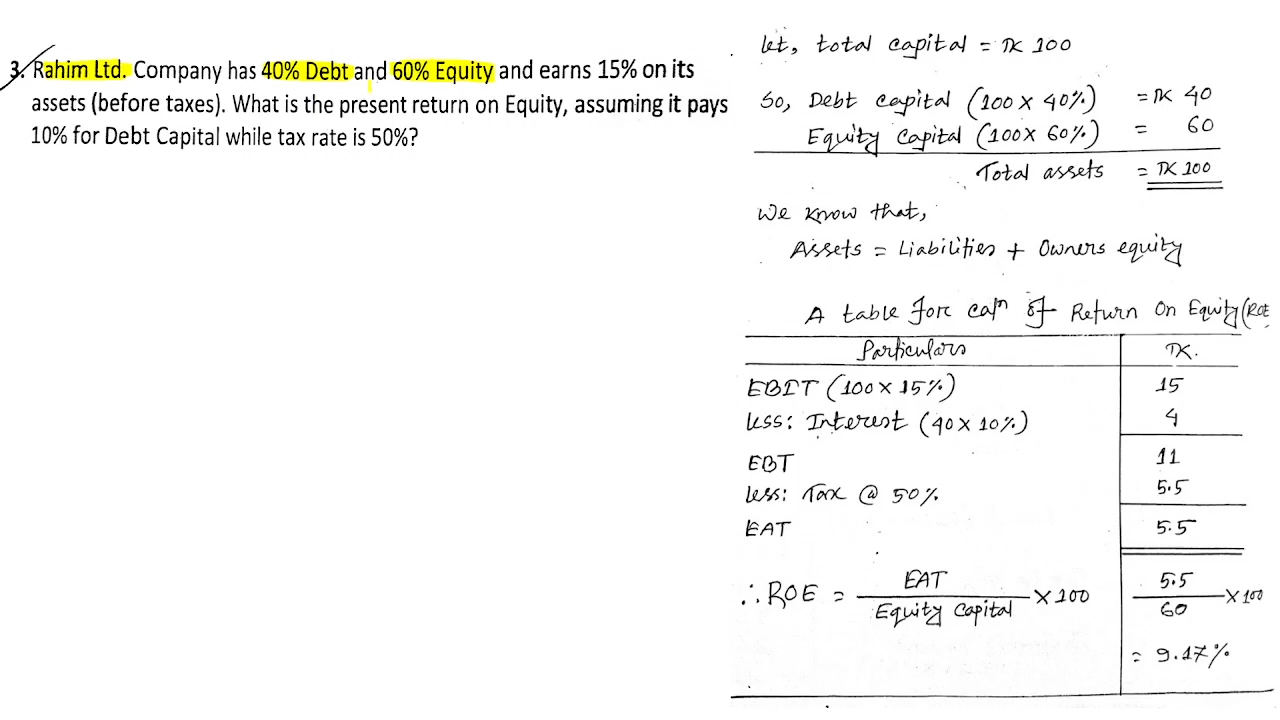 3. Rahim Ltd. Company has 40% Debt and 60% Equity and earns 15% on its
assets (before taxes). What is the present return on Equity, assuming it pays
10% for Debt Capital while tax rate is 50%?
let, total capital = TK 100
So, Debt capital (100 X 40%) = TK 40
Equity Capital (100X 60%) = 60
Total assets = TK 100
We know that,
Assets = Liabilities + Owners equity
A table for caln of Return On Equity (ROE
Particulars TK.
EBIT (100 X 15%) 15
less: Interest (40 X 10%) 4
EBT 11
less: Tax @ 50% 5.5
EAT 5.5
∴ ROE = EAT / Equity Capital X 100 5.5 / 60 X 100
= 9.17%